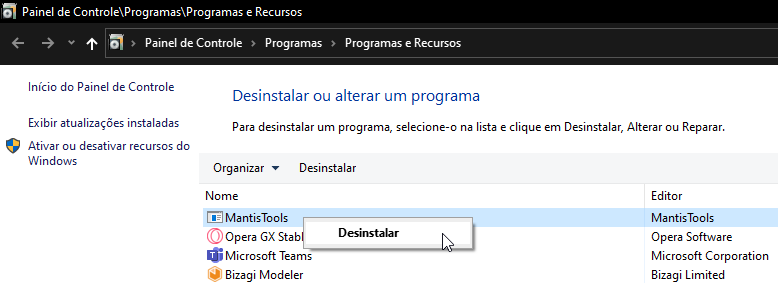 Painel de Controle\Programas\Programas e Recursos
Painel de Controle > Programas > Programas e Recursos
Início do Painel de Controle
Exibir atualizações instaladas
Ativar ou desativar recursos do
Windows
Desinstalar ou alterar um programa
Para desinstalar um programa, selecione-o na lista e clique em Desinstalar, Alterar ou Reparar.
Organizar Desinstalar
Nome Editor
MantisTools MantisTools
Desinstalar
Opera GX Stabl Opera Software
Microsoft Teams Microsoft Corporation
Bizagi Modeler Bizagi Limited